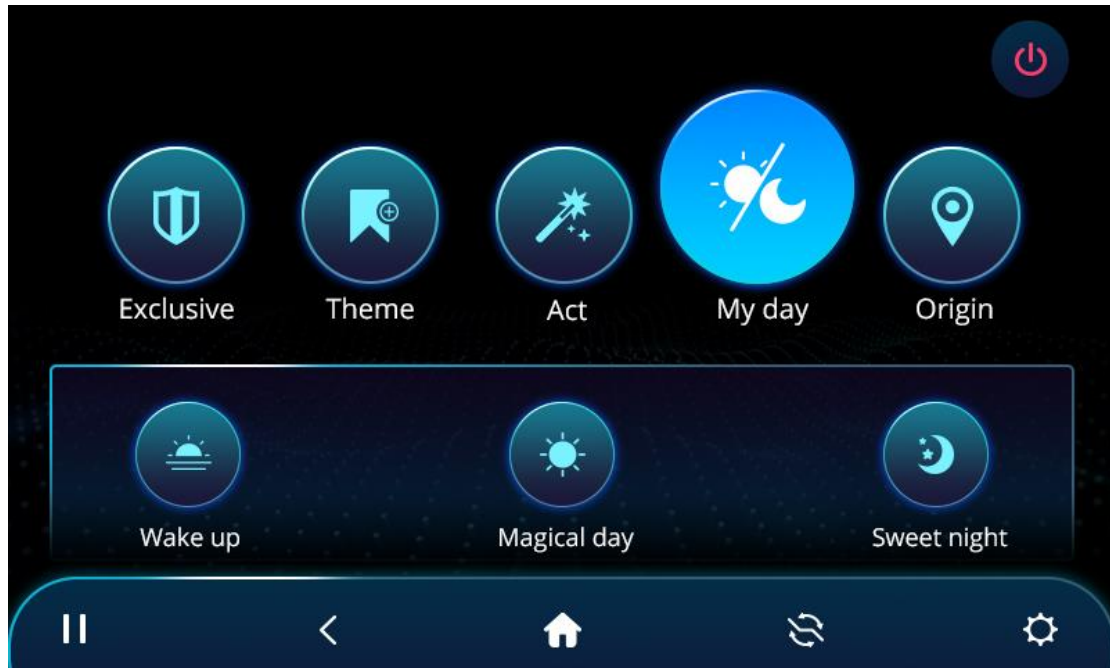 Exclusive
Theme
Act
My day
Origin
Wake up
Magical day
Sweet night